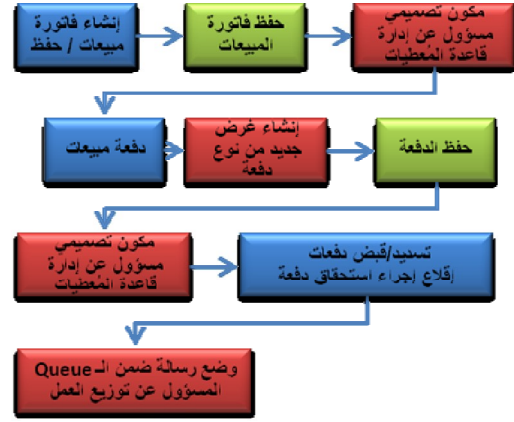 إنشاء فاتورة
مبيعات / حفظ
حفظ فاتورة
المبيعات
مكون تصميمي
مسؤول عن إدارة
قاعدة المُعطيات
دفعة مبيعات
إنشاء غرض
جديد من نوع
دفعة
حفظ الدفعة
مكون تصميمي
مسؤول عن إدارة
قاعدة المُعطيات
تسديد/قبض دفعات
إقلاع إجراء استحقاق دفعة
وضع رسالة ضمن الـ Queue
المسؤول عن توزيع العمل